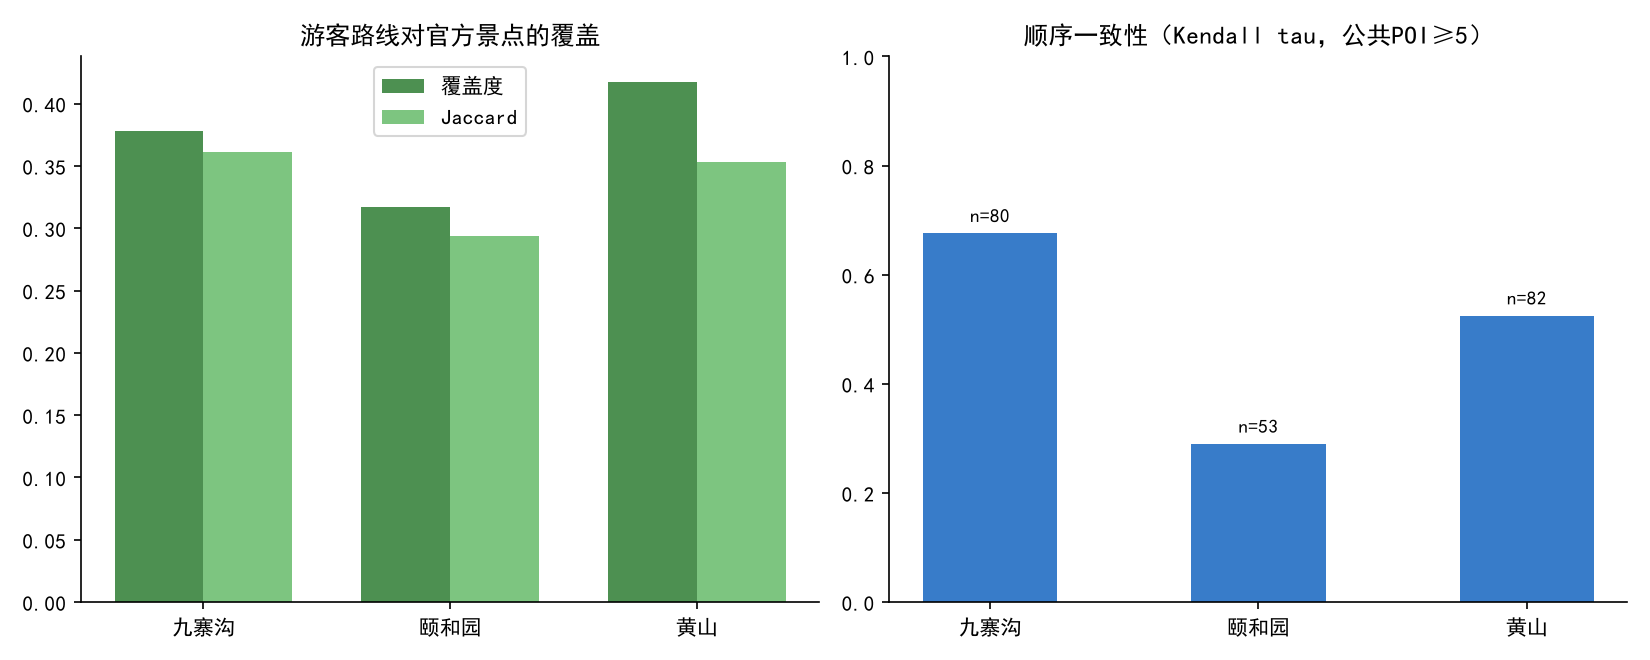 游客路线对官方景点的覆盖
覆盖度
Jaccard
0.40
0.35
0.30
0.25
0.20
0.15
0.10
0.05
0.00
九寨沟
颐和园
黄山
顺序一致性（Kendall tau，公共POI≥5）
1.0
0.8
0.6
0.4
0.2
0.0
n=80
n=53
n=82
九寨沟
颐和园
黄山